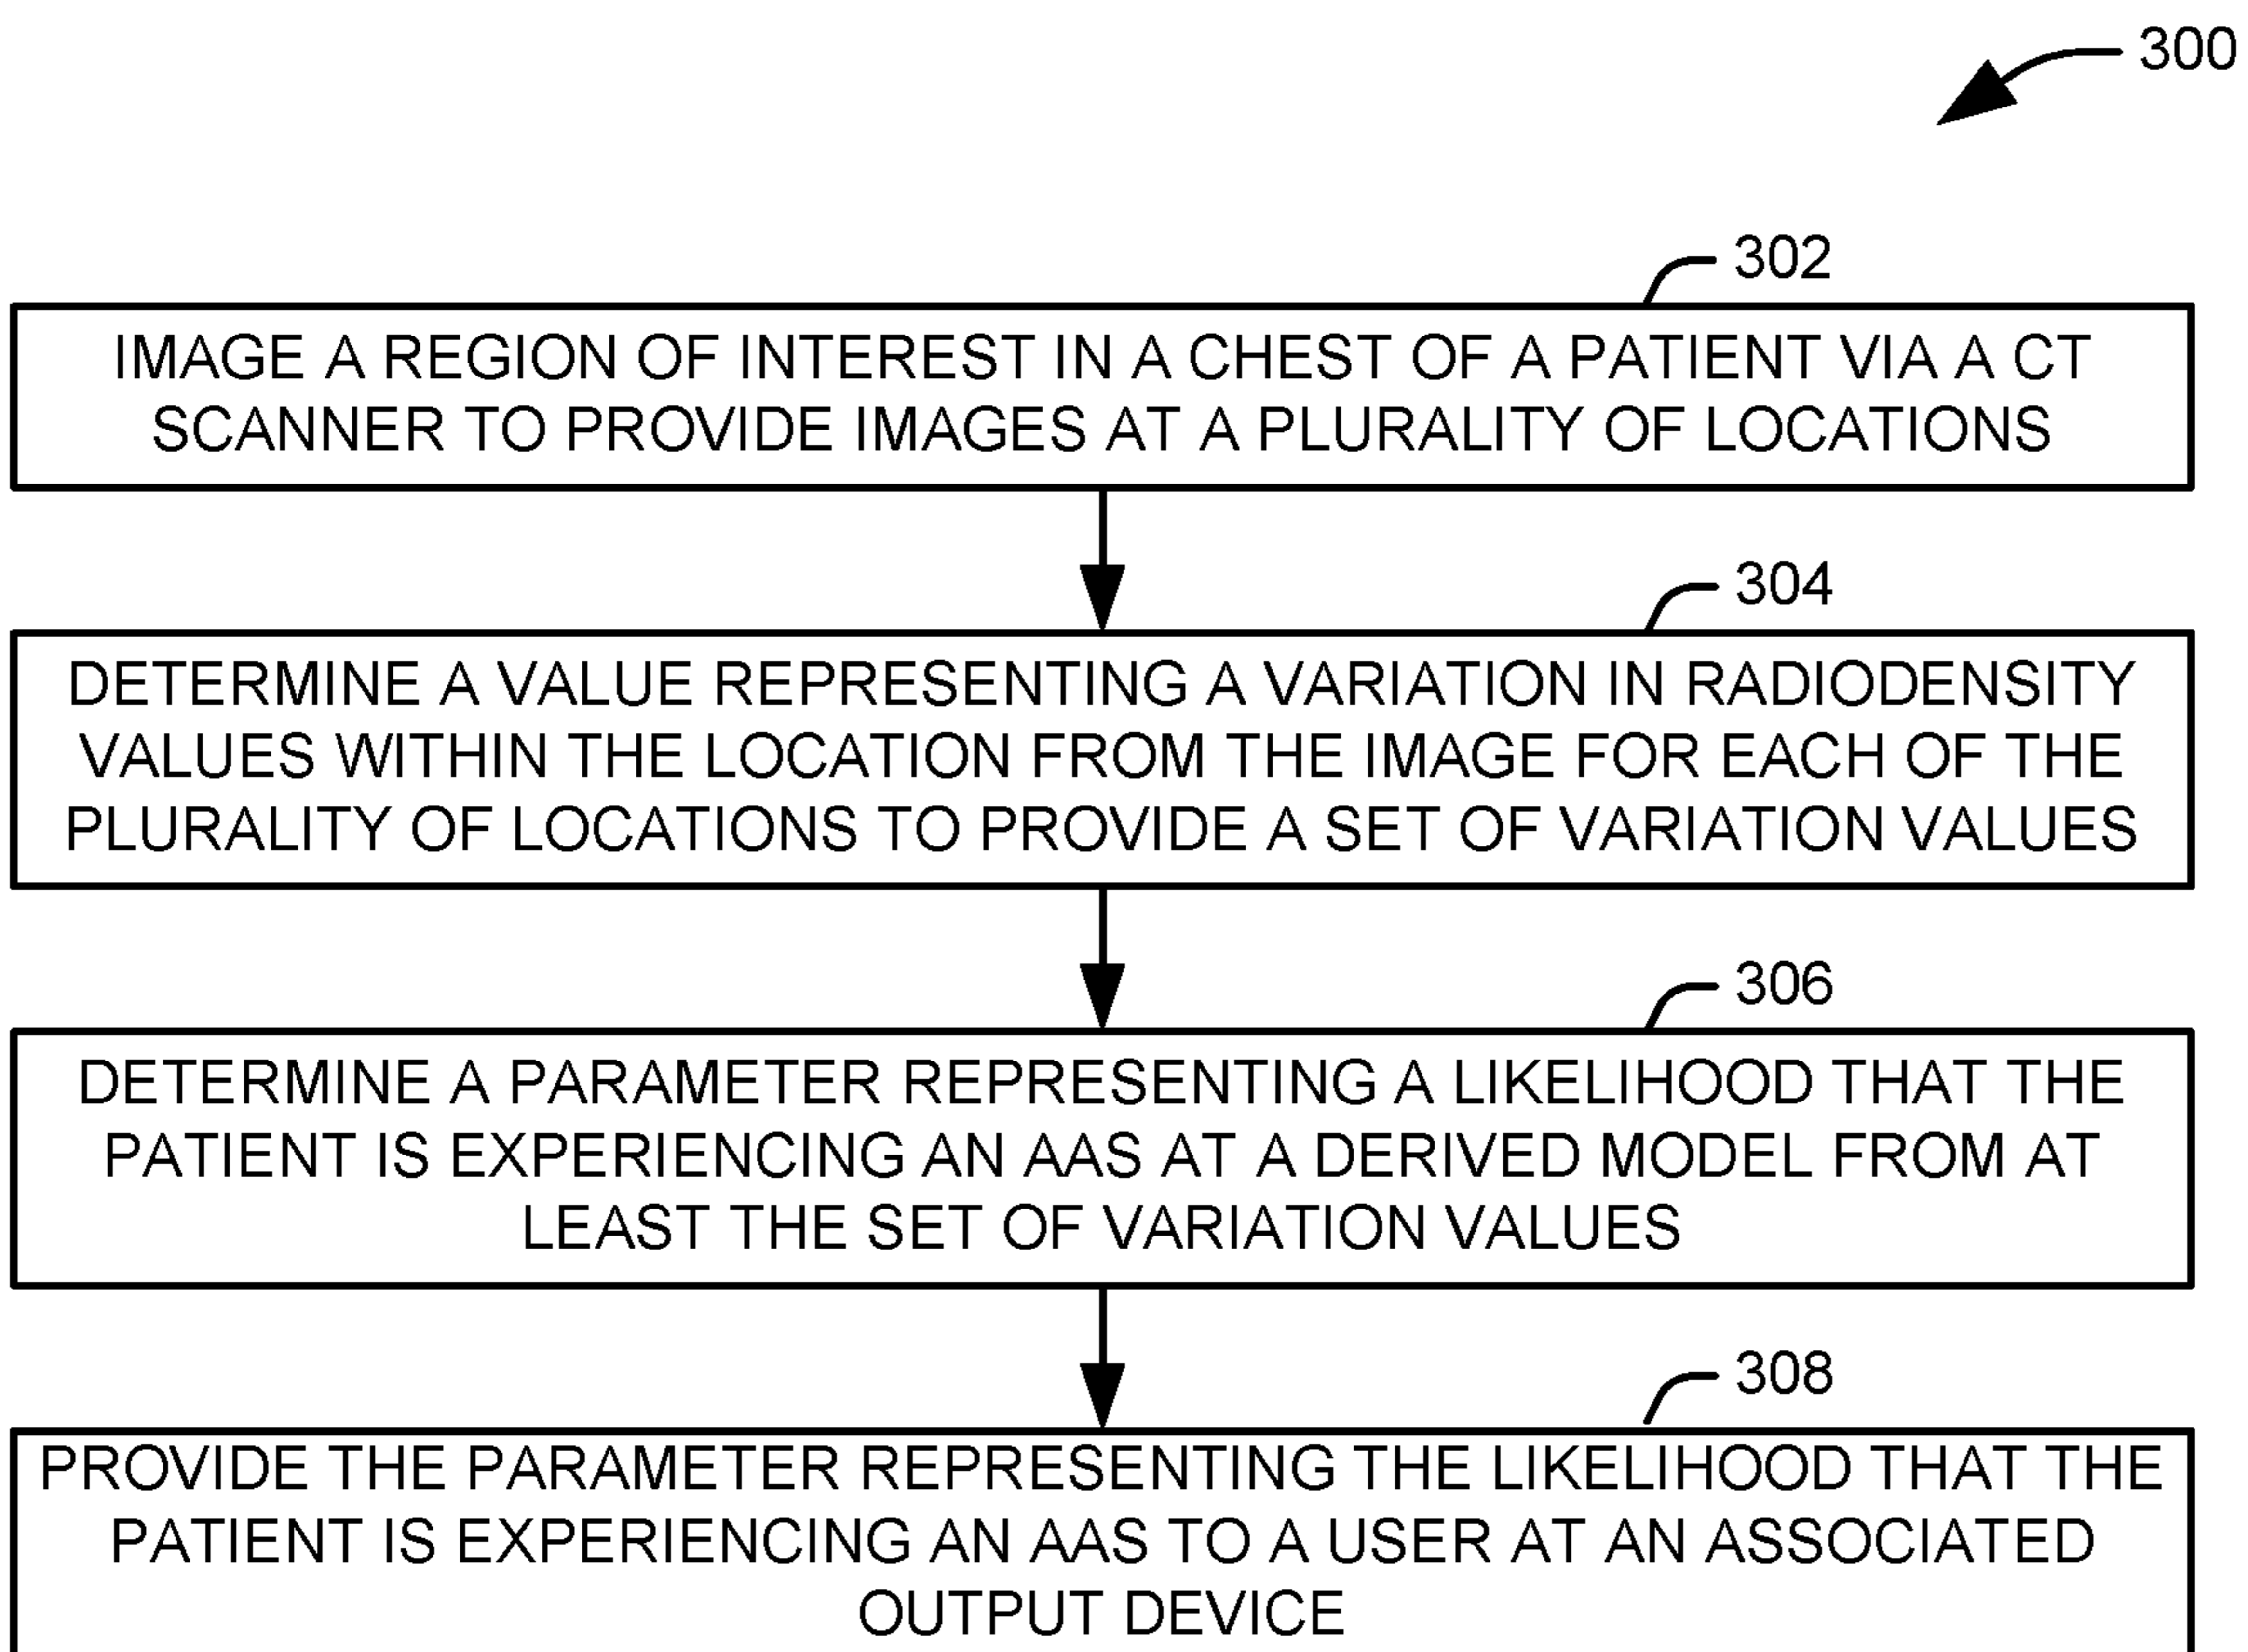 300
302
IMAGE A REGION OF INTEREST IN A CHEST OF A PATIENT VIA A CT
SCANNER TO PROVIDE IMAGES AT A PLURALITY OF LOCATIONS
304
DETERMINE A VALUE REPRESENTING A VARIATION IN RADIODENSITY
VALUES WITHIN THE LOCATION FROM THE IMAGE FOR EACH OF THE
PLURALITY OF LOCATIONS TO PROVIDE A SET OF VARIATION VALUES
306
DETERMINE A PARAMETER REPRESENTING A LIKELIHOOD THAT THE
PATIENT IS EXPERIENCING AN AAS AT A DERIVED MODEL FROM AT
LEAST THE SET OF VARIATION VALUES
308
PROVIDE THE PARAMETER REPRESENTING THE LIKELIHOOD THAT THE
PATIENT IS EXPERIENCING AN AAS TO A USER AT AN ASSOCIATED
OUTPUT DEVICE